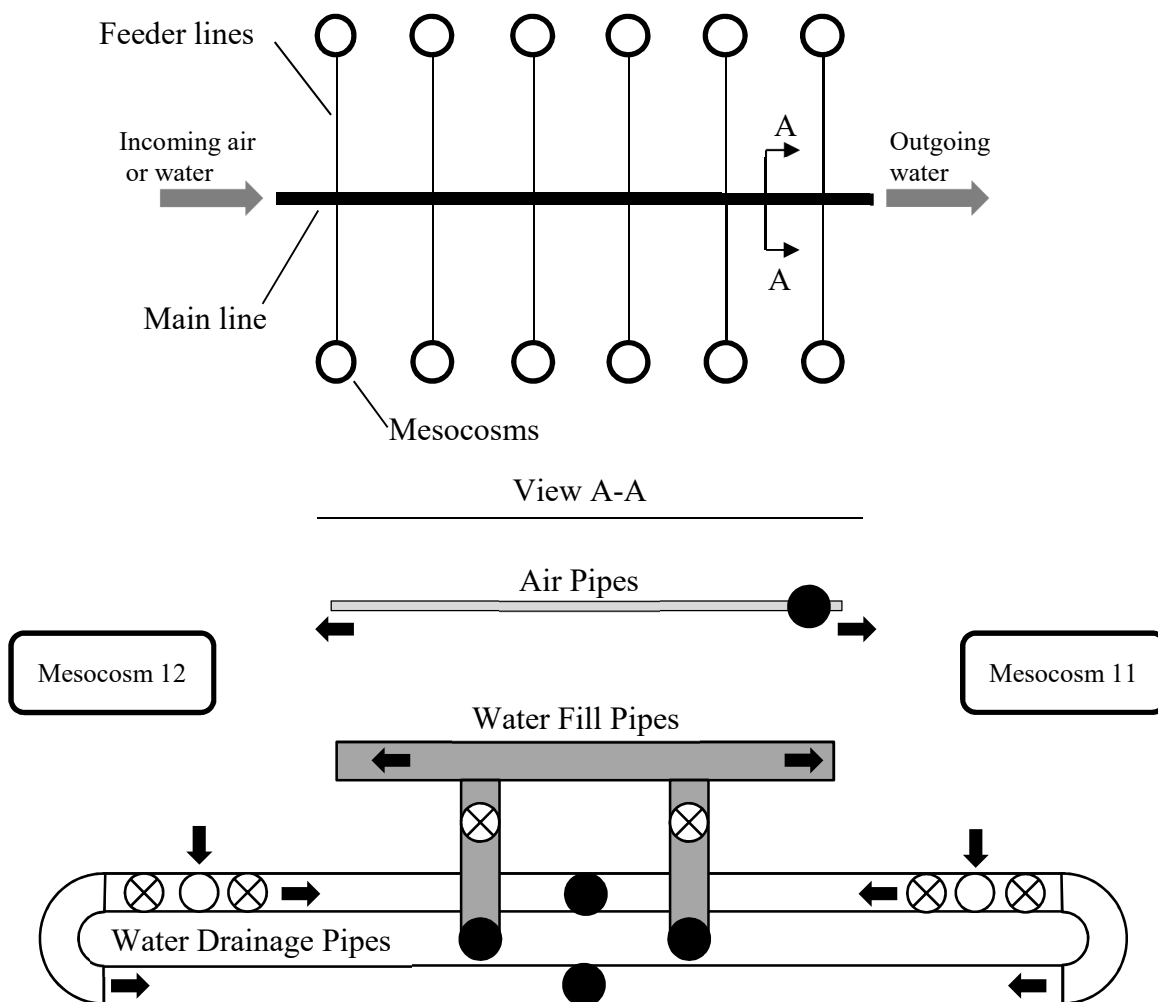 Feeder lines
Incoming air
or water
A
Outgoing
water
A
Main line
Mesocosms
View A-A
Air Pipes
Mesocosm 12
Mesocosm 11
Water Fill Pipes
Water Drainage Pipes